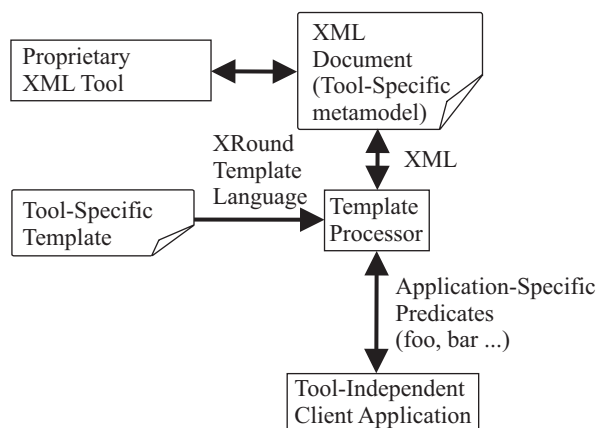 Proprietary
XML Tool
XML
Document
(Tool-Specific
metamodel)
XRound
Template
Language
XML
Tool-Specific
Template
Template
Processor
Application-Specific
Predicates
(foo, bar ...)
Tool-Independent
Client Application